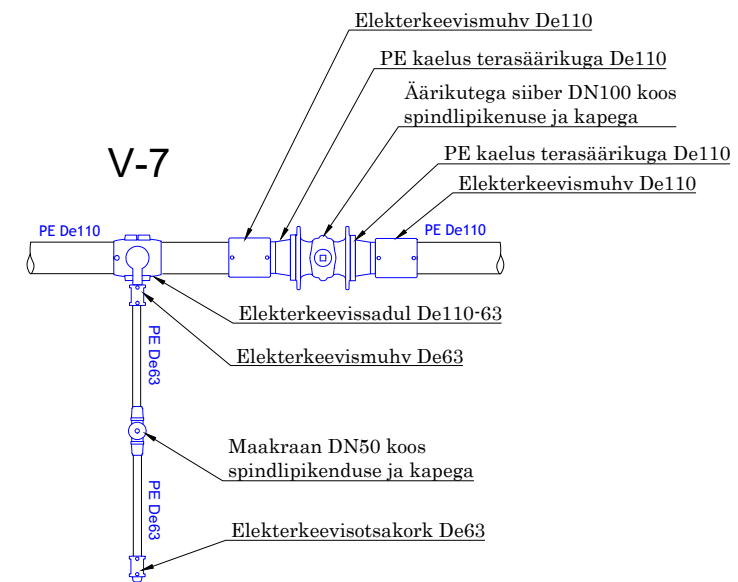 Elekterkeevismuhv De110
PE kaelus terasäärikuga De110
Äärikutega siiber DN100 koos
spindlipikenuse ja kapega
V-7
PE kaelus terasäärikuga De110
Elekterkeevismuhv De110
PE De110
PE De110
Elekterkeevissadul De110-63
PE De63
Elekterkeevismuhv De63
Maakraan DN50 koos
spindlipikenduse ja kapega
PE De63
Elekterkeevisotsakork De63